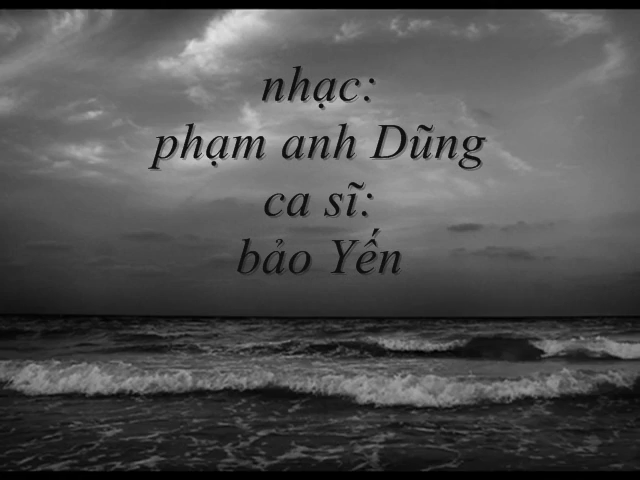 nhạc:
phạm anh Dũng
ca sĩ:
bảo Yến